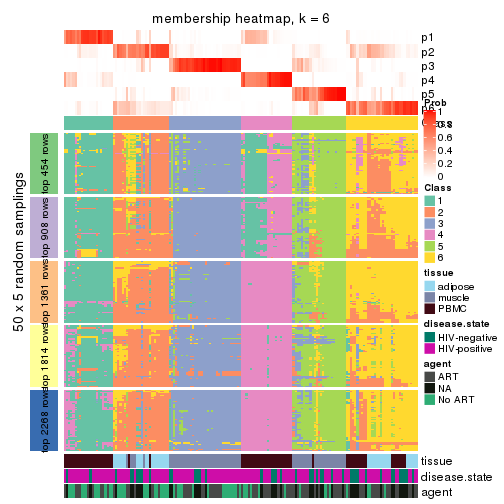 membership heatmap, k = 6
p1
p2
p3
p4
p5
p6
Prob
1
0.8
0.6
0.4
0.2
0
Class
1
2
3
4
5
6
tissue
adipose
muscle
PBMC
disease.state
HIV-negative
HIV-positive
agent
ART
NA
No ART
50 x 5 random samplings
top 454 rows
top 908 rows
top 1361 rows
top 1814 rows
top 2268 rows
tissue
disease.state
agent